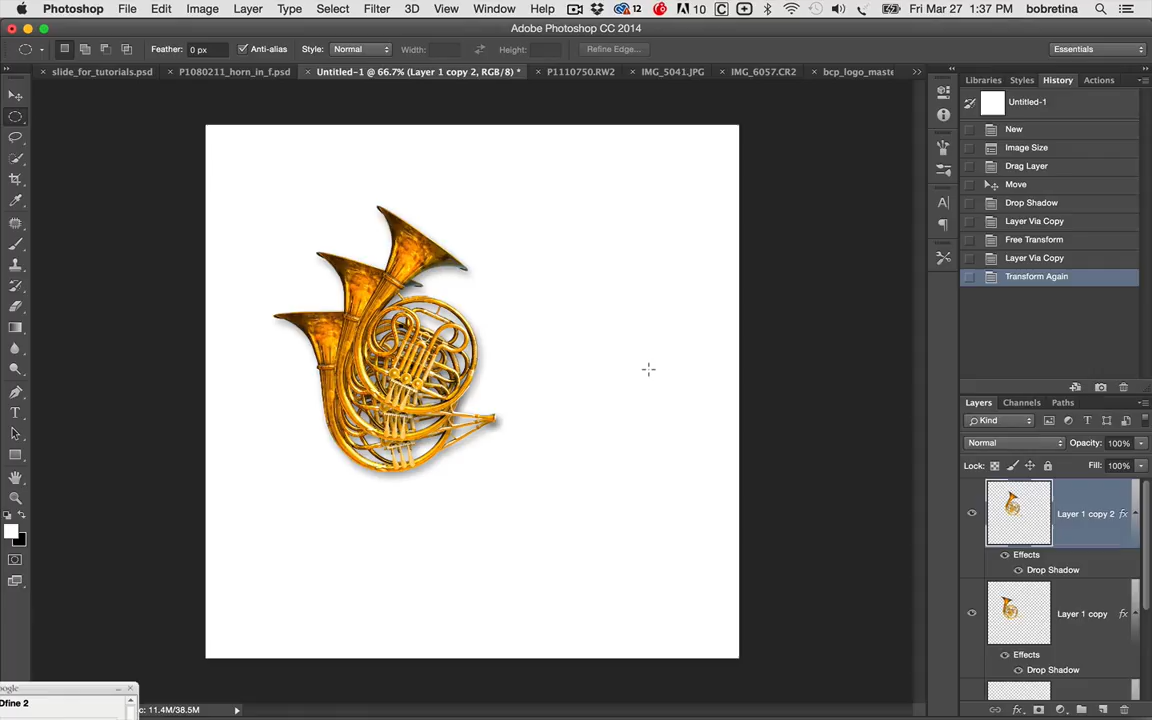 Photoshop File Edit Image Layer Type Select Filter 3D View Window Help 12 10 Fri Mar 27 1:37 PM bobretina
Adobe Photoshop CC 2014
Feather: 0 px Anti-alias Style: Normal Width: Height: Refine Edge... Essentials
slide_for_tutorials.psd P1080211_horn_in_f.psd Untitled-1 @ 66.7% (Layer 1 copy 2, RGB/8) * P1110750.RW2 IMG_5041.JPG IMG_6057.CR2 bcp_logo_maste
Libraries Styles History Actions
Untitled-1
New
Image Size
Drag Layer
Move
Drop Shadow
Layer Via Copy
Free Transform
Layer Via Copy
Transform Again
Layers Channels Paths
Kind
Normal Opacity: 100%
Lock: Fill: 100%
Layer 1 copy 2 fx
Effects
Drop Shadow
Layer 1 copy fx
Effects
Drop Shadow
oogle
Dfine 2
c: 11.4M/38.5M